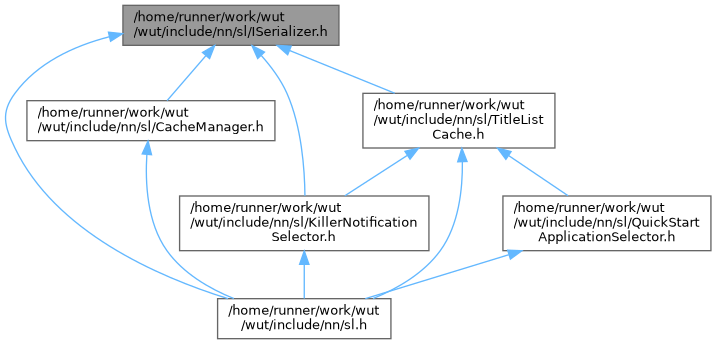 /home/runner/work/wut
/wut/include/nn/sl/ISerializer.h
/home/runner/work/wut
/wut/include/nn/sl/CacheManager.h
/home/runner/work/wut
/wut/include/nn/sl/TitleList
Cache.h
/home/runner/work/wut
/wut/include/nn/sl/KillerNotification
Selector.h
/home/runner/work/wut
/wut/include/nn/sl/QuickStart
ApplicationSelector.h
/home/runner/work/wut
/wut/include/nn/sl.h